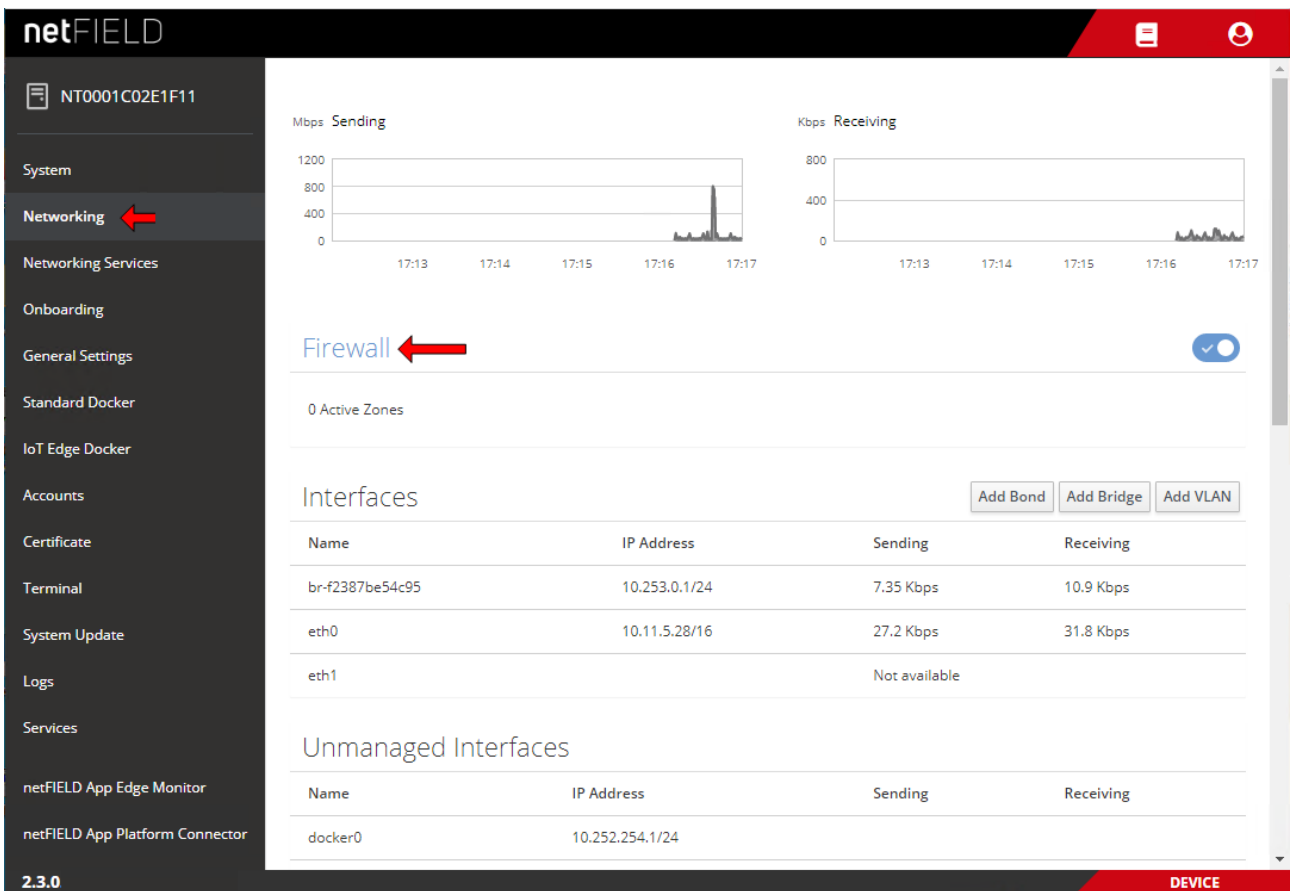 netFIELD
NT0001C02E1F11
System
Networking
Networking Services
Onboarding
General Settings
Standard Docker
IoT Edge Docker
Accounts
Certificate
Terminal
System Update
Logs
Services
netFIELD App Edge Monitor
netFIELD App Platform Connector
2.3.0
Mbps Sending
1200
800
400
0
17:13 17:14 17:15 17:16 17:17
Kbps Receiving
800
400
0
17:13 17:14 17:15 17:16 17:17
Firewall
0 Active Zones
Interfaces Add Bond Add Bridge Add VLAN
Name IP Address Sending Receiving
br-f2387be54c95 10.253.0.1/24 7.35 Kbps 10.9 Kbps
eth0 10.11.5.28/16 27.2 Kbps 31.8 Kbps
eth1 Not available
Unmanaged Interfaces
Name IP Address Sending Receiving
docker0 10.252.254.1/24
DEVICE